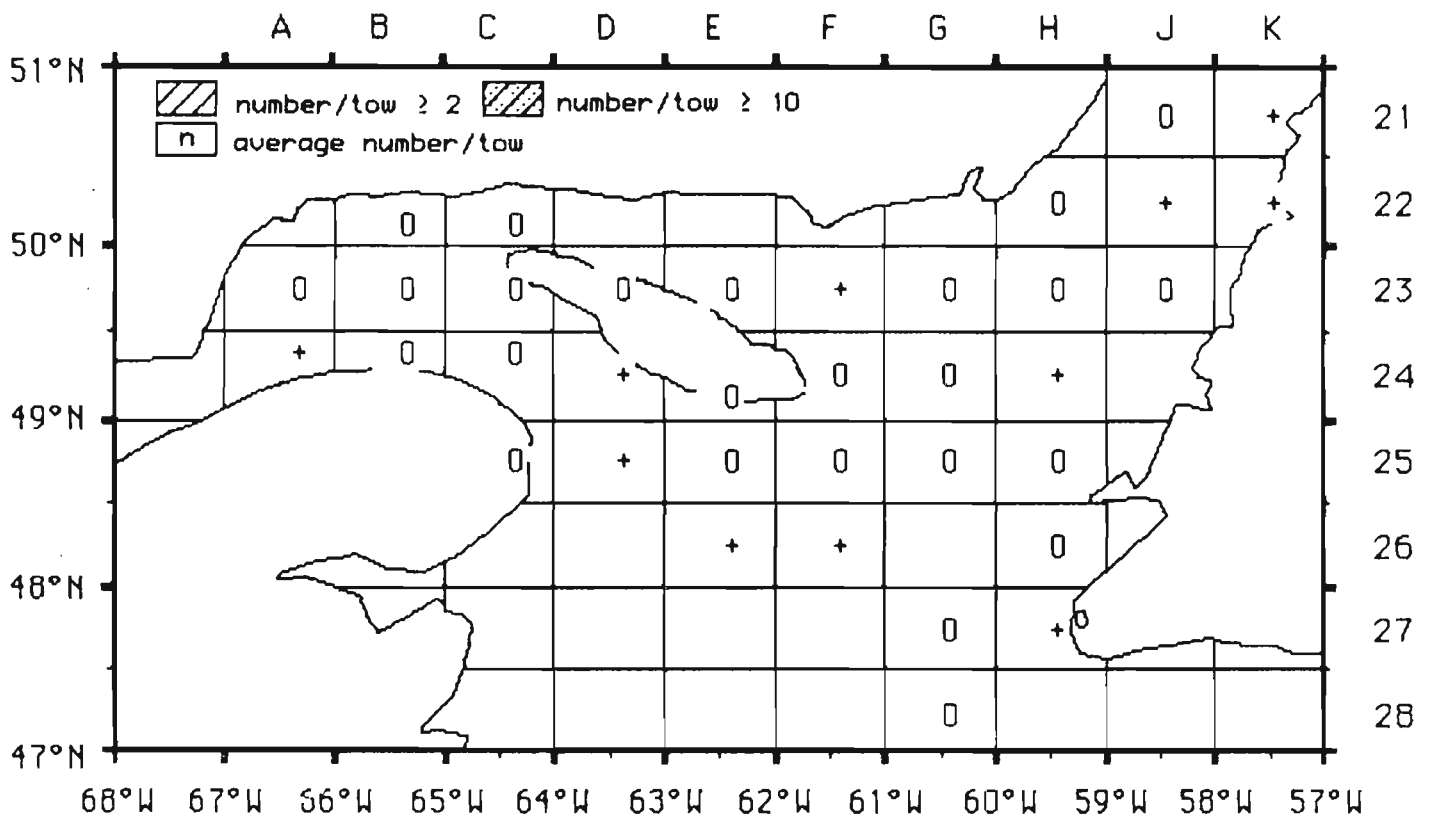 A B C D E F G H J K
51°N
number/tow ≥ 2 number/tow ≥ 10
n average number/tow
0 + 21
0 + + 22
0 0
50°N
0 0 0 0 0 + 0 0 0 23
+ 0 0
+ 0 0 0 + 24
49°N
0 + 0 0 0 0 25
+ + 0 26
48°N
0 + 27
0 28
47°N
68°W 67°W 66°W 65°W 64°W 63°W 62°W 61°W 60°W 59°W 58°W 57°W